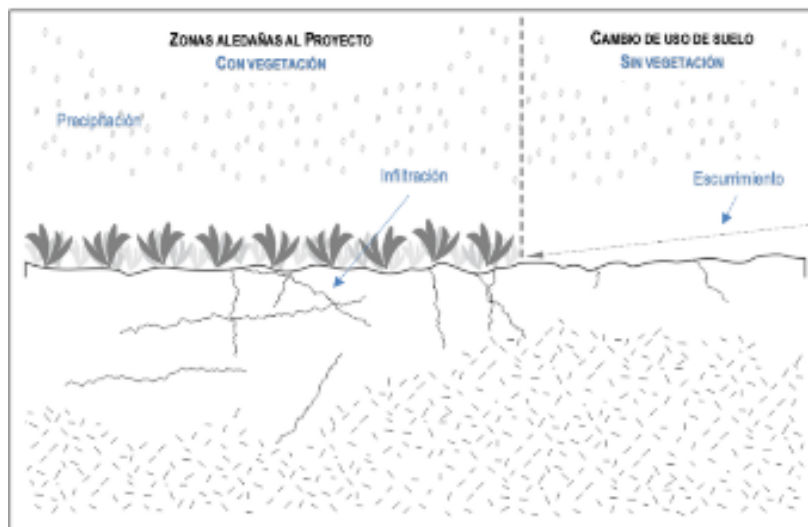 ZONAS ALEDAÑAS AL PROYECTO
CON VEGETACIÓN
CAMBIO DE USO DE SUELO
SIN VEGETACIÓN
Precipitación
Infiltración
Escurrimiento